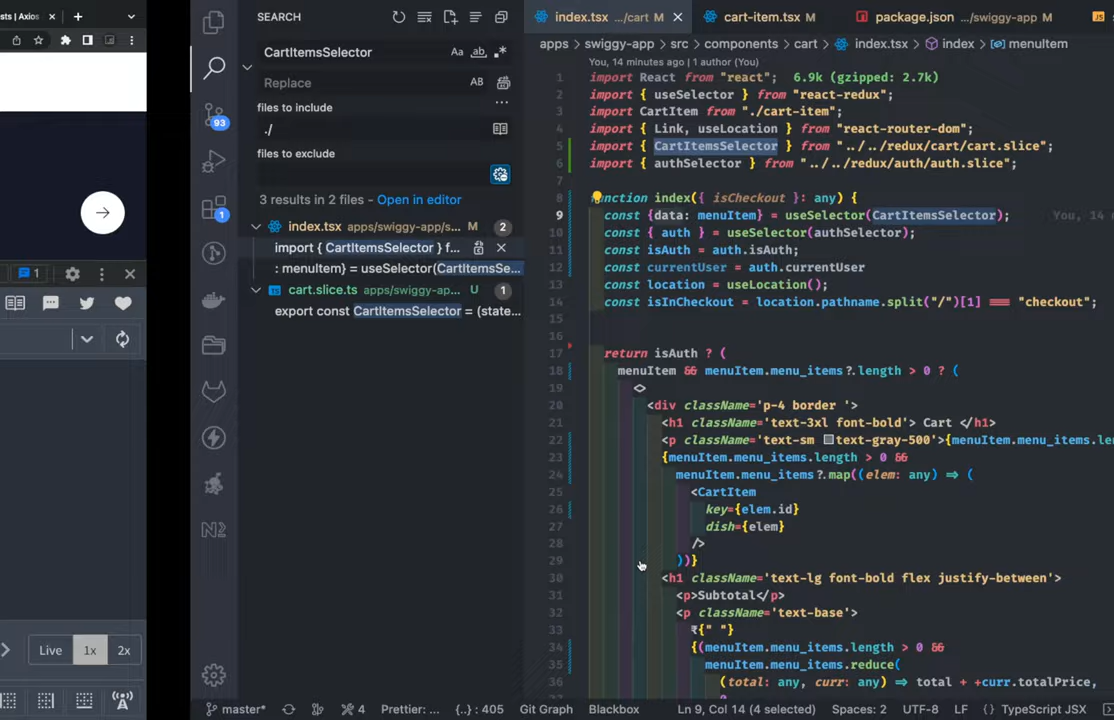 sts | Axios
index.tsx .../cart M
cart-item.tsx M
package.json .../swiggy-app M
JS
SEARCH
apps > swiggy-app > src > components > cart > index.tsx > index > menuItem
CartItemsSelector Aa ab .*
You, 14 minutes ago | 1 author (You)
Replace AB
files to include
./
files to exclude
3 results in 2 files - Open in editor
index.tsx apps/swiggy-app/s... M 2
import { CartItemsSelector } f...
: menuItem} = useSelector(CartItemsSe...
cart.slice.ts apps/swiggy-ap... U 1
export const CartItemsSelector = (state...
93
1
1
N2
Live 1x 2x
1 import React from "react"; 6.9k (gzipped: 2.7k)
2 import { useSelector } from "react-redux";
3 import CartItem from "./cart-item";
4 import { Link, useLocation } from "react-router-dom";
5 import { CartItemsSelector } from "../../redux/cart/cart.slice";
6 import { authSelector } from "../../redux/auth/auth.slice";
7
8 function index({ isCheckout }: any) {
9 const {data: menuItem} = useSelector(CartItemsSelector); You, 14
10 const { auth } = useSelector(authSelector);
11 const isAuth = auth.isAuth;
12 const currentUser = auth.currentUser
13 const location = useLocation();
14 const isInCheckout = location.pathname.split("/")[1] === "checkout";
15
16
17 return isAuth ? (
18 menuItem && menuItem.menu_items?.length > 0 ? (
19 <>
20 <div className='p-4 border '>
21 <h1 className='text-3xl font-bold'> Cart </h1>
22 <p className='text-sm text-gray-500'>{menuItem.menu_items.le
23 {menuItem.menu_items.length > 0 &&
24 menuItem.menu_items?.map((elem: any) => (
25 <CartItem
26 key={elem.id}
27 dish={elem}
28 />
29 ))}
30 <h1 className='text-lg font-bold flex justify-between'>
31 <p>Subtotal</p>
32 <p className='text-base'>
33 ₹{" "}
34 {(menuItem.menu_items.length > 0 &&
35 menuItem.menu_items.reduce(
36 (total: any, curr: any) => total + +curr.totalPrice,
master* 4 Prettier: ... {..} : 405 Git Graph Blackbox Ln 9, Col 14 (4 selected) Spaces: 2 UTF-8 LF {} TypeScript JSX